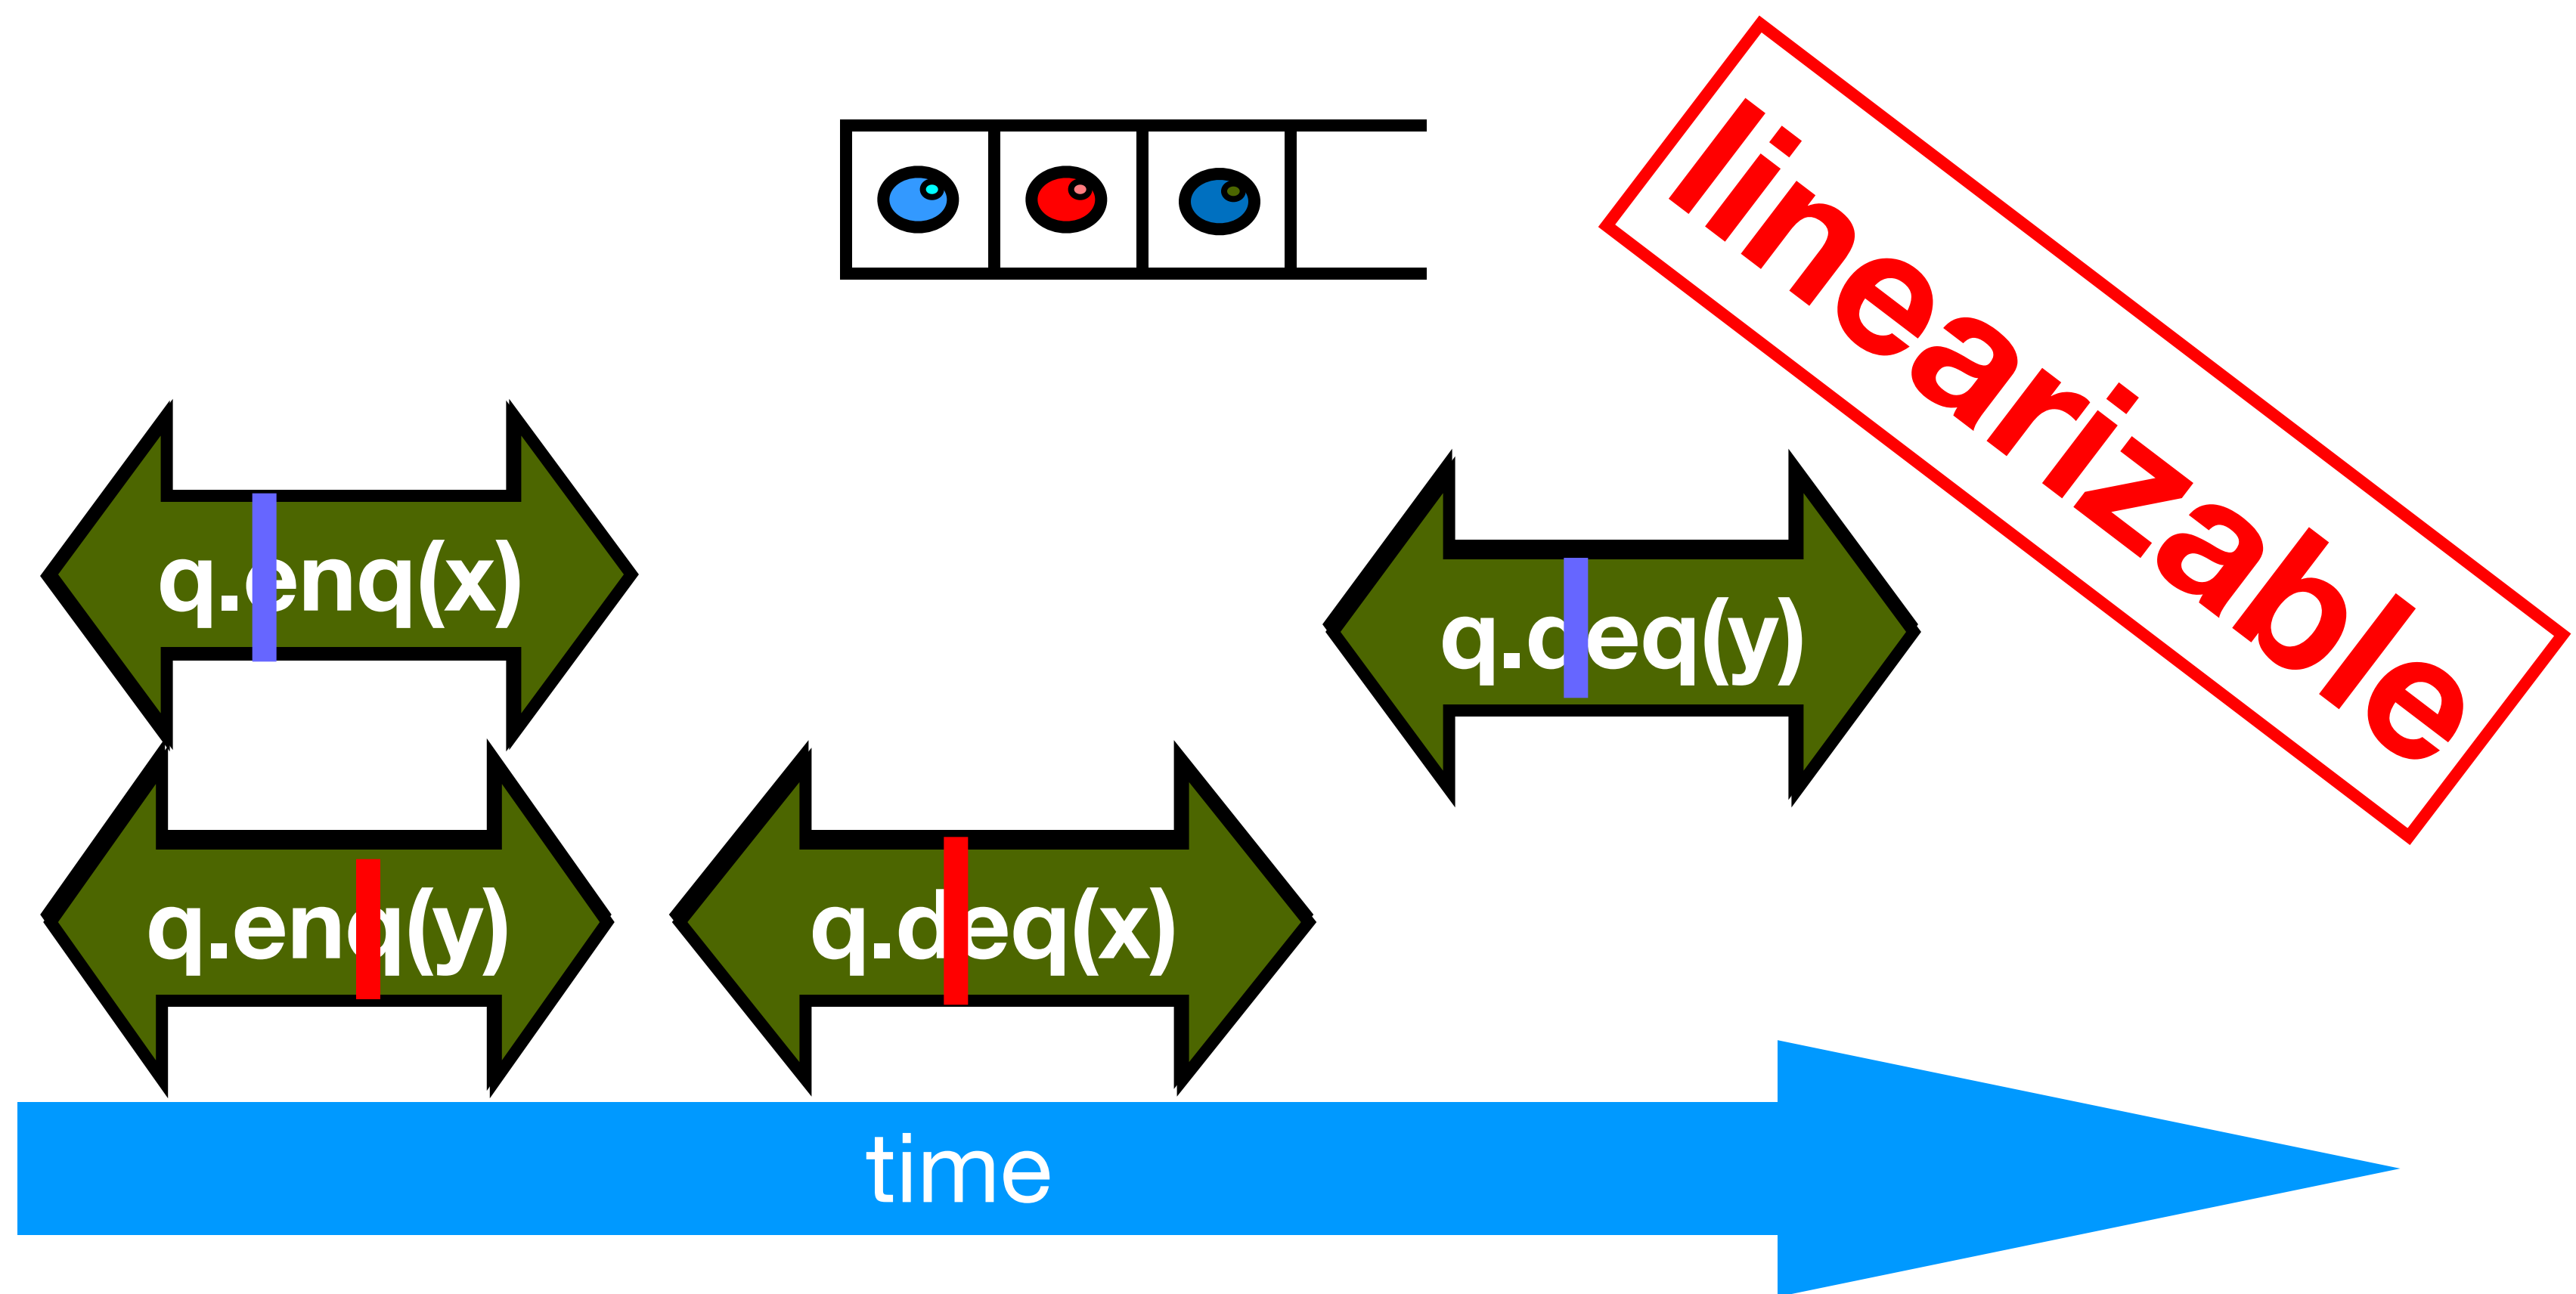 linearizable
q.enq(x)
q.deq(y)
q.enq(y)
q.deq(x)
time